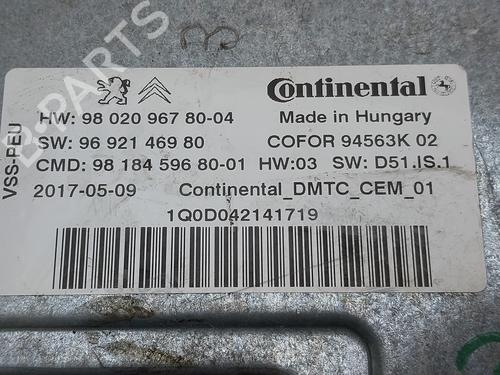 Continental
HW: 98 020 967 80-04
Made in Hungary
SW: 96 921 469 80
COFOR 94563K 02
CMD: 98 184 596 80-01 HW:03 SW: D51.IS.1
2017-05-09 Continental_DMTC_CEM_01
1Q0D042141719
VSS-PEU
B-PARTS